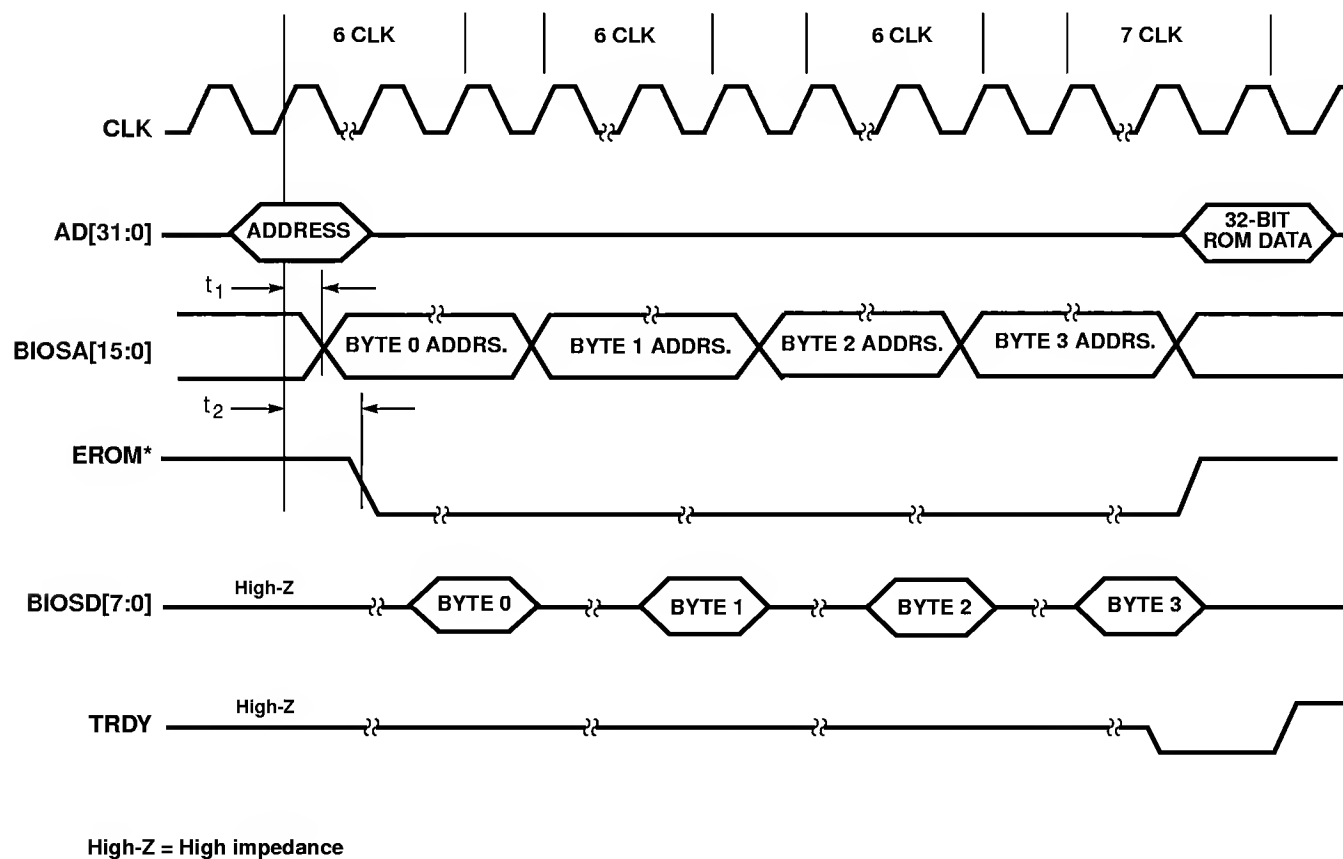 6 CLK 6 CLK 6 CLK 7 CLK
CLK
AD[31:0] ADDRESS 32-BIT
ROM DATA
t1
BIOSA[15:0] BYTE 0 ADDRS. BYTE 1 ADDRS. BYTE 2 ADDRS. BYTE 3 ADDRS.
t2
EROM*
BIOSD[7:0] High-Z BYTE 0 BYTE 1 BYTE 2 BYTE 3
TRDY High-Z
High-Z = High impedance